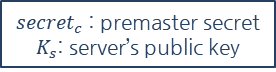 secret_c : premaster secret
K_s: server's public key